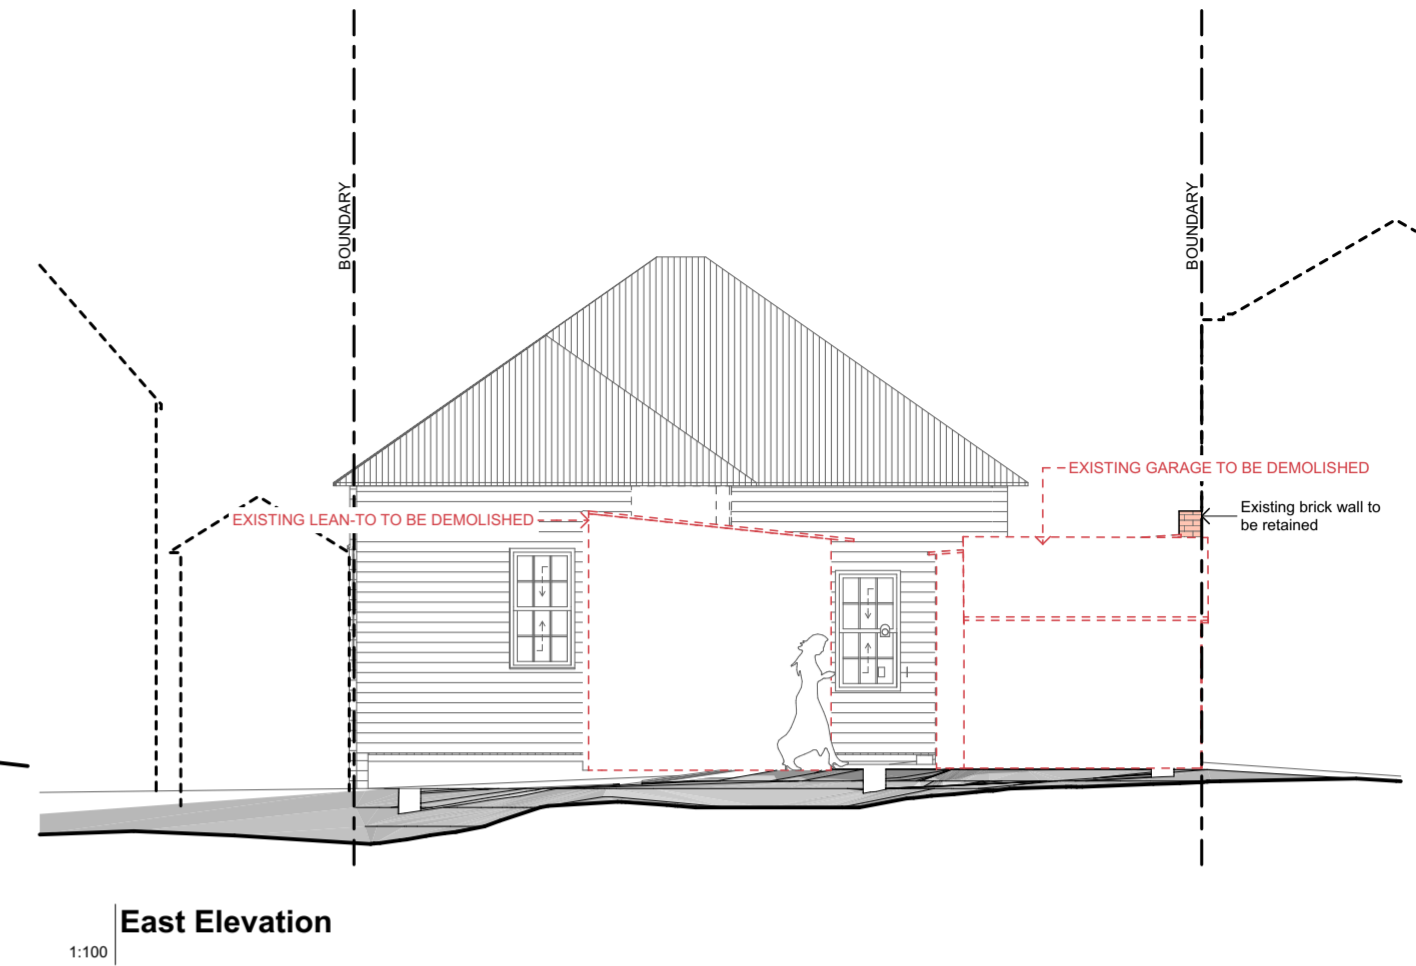 BOUNDARY
BOUNDARY
EXISTING GARAGE TO BE DEMOLISHED
EXISTING LEAN-TO TO BE DEMOLISHED
Existing brick wall to
be retained
East Elevation
1:100